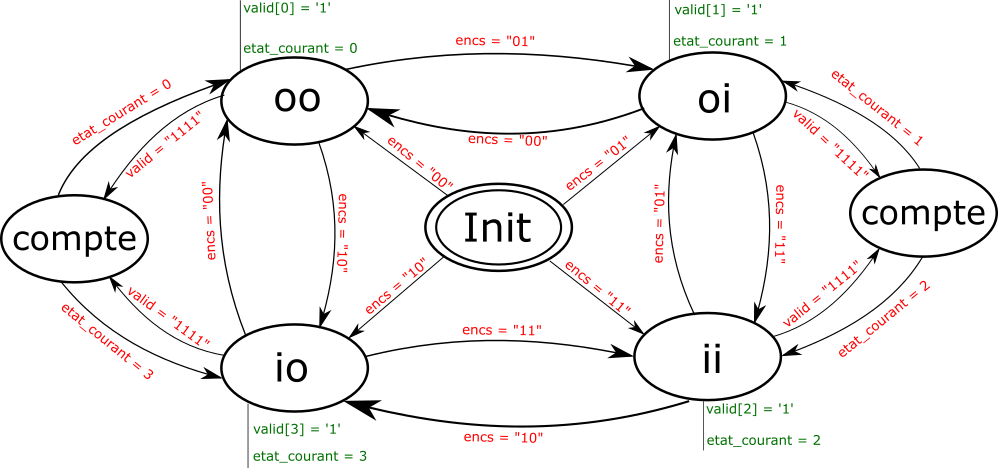 valid[0] = '1'
etat_courant = 0
valid[1] = '1'
etat_courant = 1
encs = "01"
oo
oi
encs = "00"
etat_courant = 0
valid = "1111"
encs = "00"
encs = "01"
valid = "1111"
etat_courant = 1
compte
encs = "00"
encs = "10"
Init
encs = "01"
encs = "11"
compte
encs = "10"
encs = "11"
valid = "1111"
etat_courant = 3
valid = "1111"
etat_courant = 2
io
encs = "11"
ii
encs = "10"
valid[3] = '1'
etat_courant = 3
valid[2] = '1'
etat_courant = 2